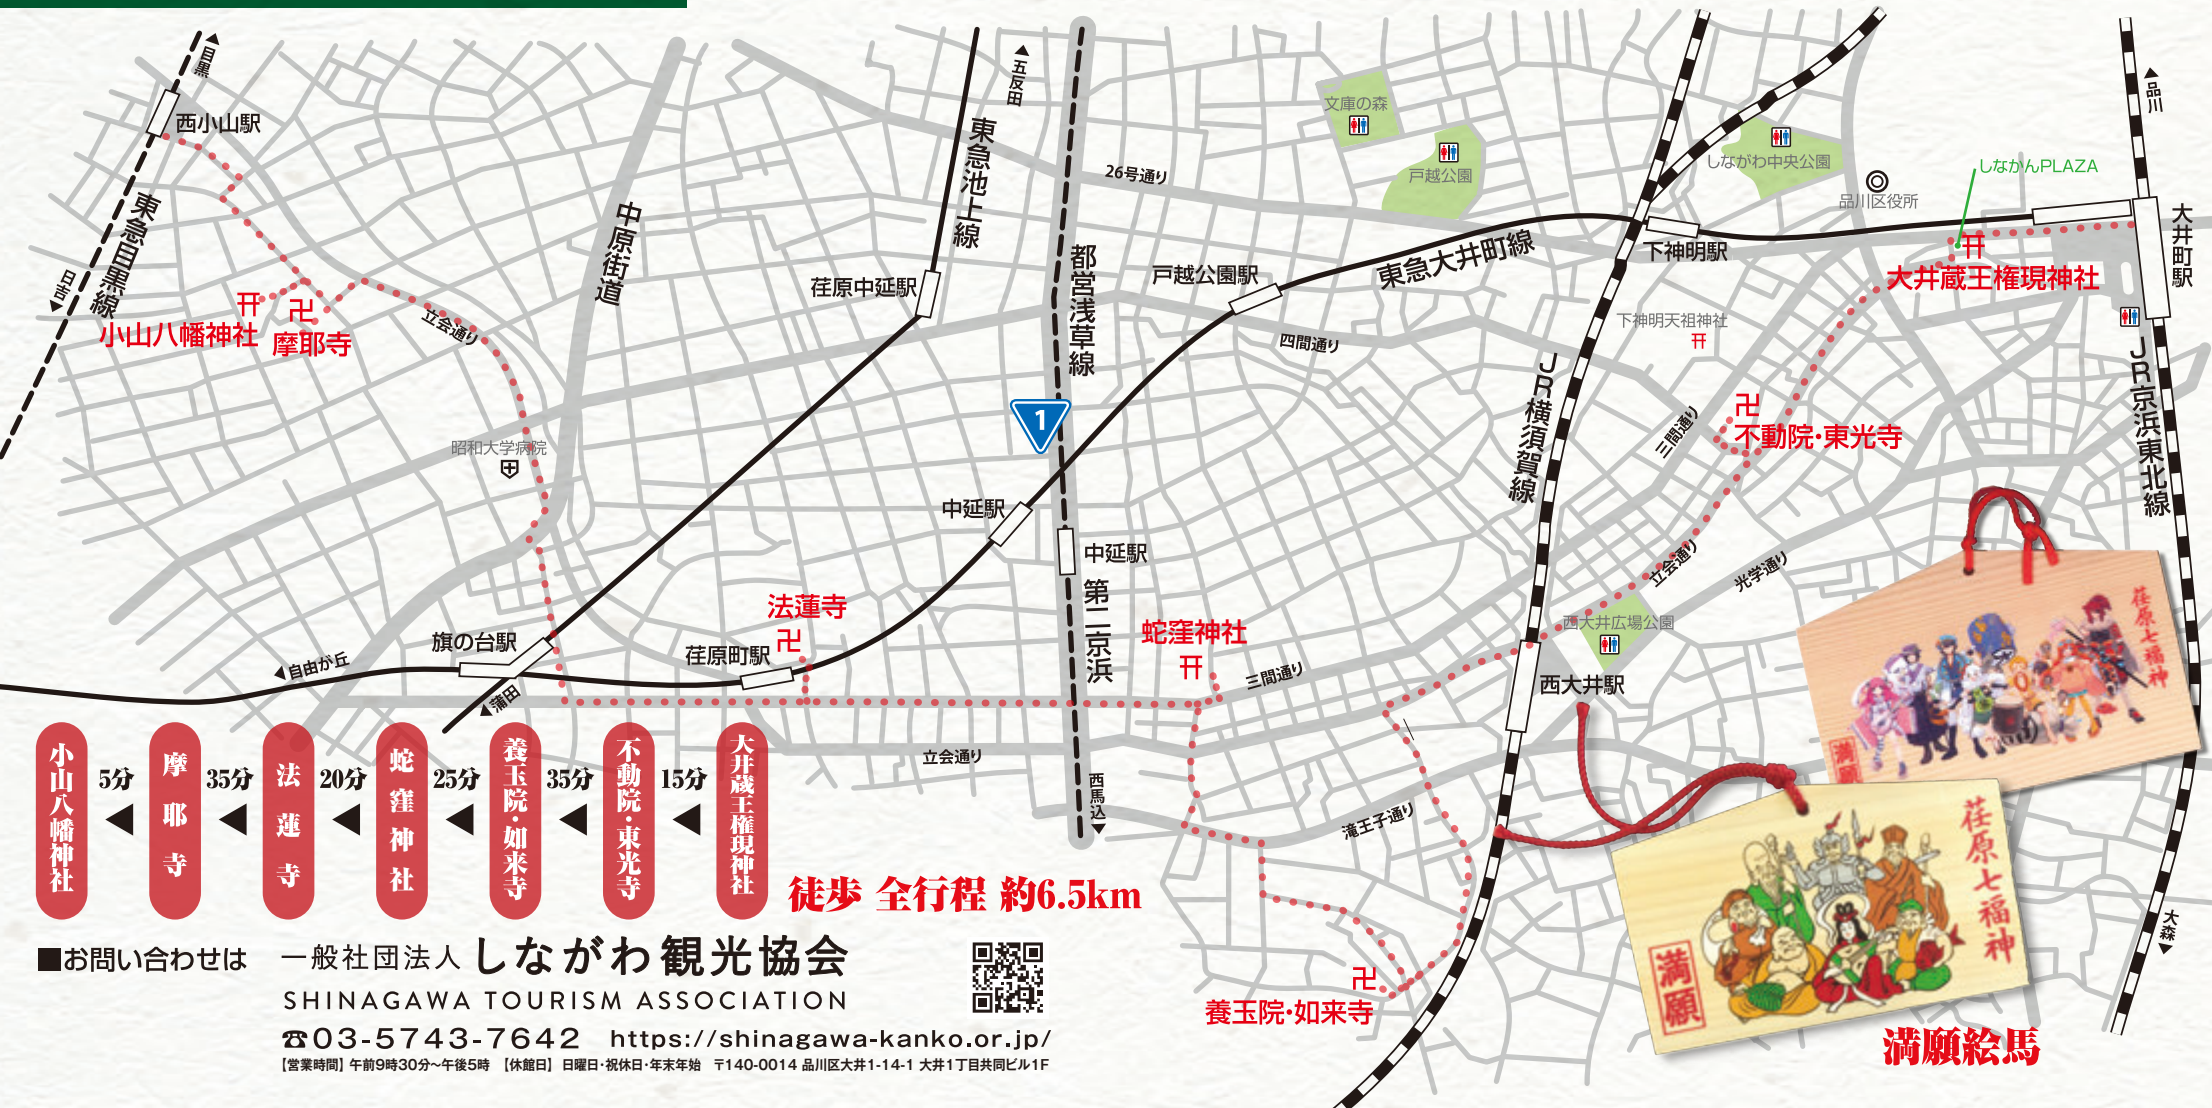 目黒
西小山駅
東急目黒線
日吉
小山八幡神社
摩耶寺
立会通り
中原街道
昭和大学病院
五反田
東急池上線
荏原中延駅
都営浅草線
1
26号通り
文庫の森
戸越公園
戸越公園駅
東急大井町線
四間通り
しながわ中央公園
品川区役所
しなかんPLAZA
品川
大井町駅
下神明駅
大井蔵王権現神社
下神明天祖神社
JR横須賀線
三間通り
不動院・東光寺
JR京浜東北線
中延駅
中延駅
第二京浜
法蓮寺
旗の台駅
自由が丘
蒲田
荏原町駅
蛇窪神社
三間通り
立会通り
光学通り
西大井広場公園
西大井駅
立会通り
西馬込
滝王子通り
養玉院・如来寺
大森
荏原七福神
満願
荏原七福神
満願
満願絵馬
大井蔵王権現神社
15分
不動院・東光寺
35分
養玉院・如来寺
25分
蛇窪神社
20分
法蓮寺
35分
摩耶寺
5分
小山八幡神社
徒歩 全行程 約6.5km
■お問い合わせは
一般社団法人 しながわ観光協会
SHINAGAWA TOURISM ASSOCIATION
☎03-5743-7642 https://shinagawa-kanko.or.jp/
【営業時間】午前9時30分〜午後5時 【休館日】 日曜日・祝休日・年末年始 〒140-0014 品川区大井1-14-1 大井1丁目共同ビル1F